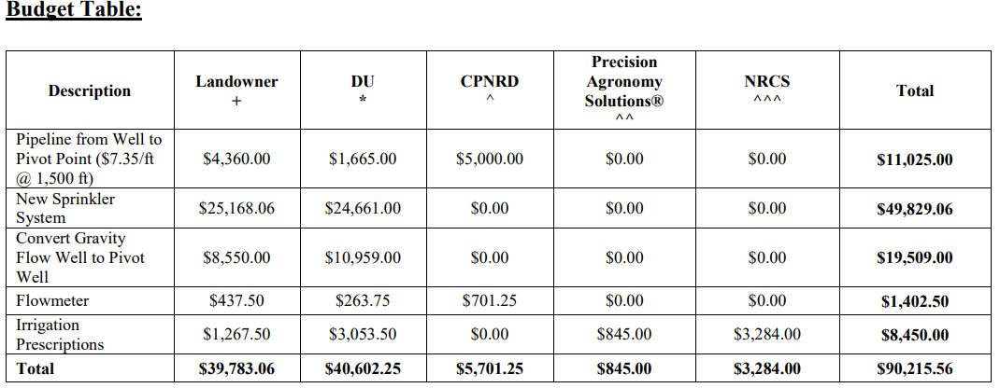 Budget Table:
Description Landowner + DU * CPNRD ^ Precision Agronomy Solutions® ^^ NRCS ^^^ Total
Pipeline from Well to
Pivot Point ($7.35/ft $4,360.00 $1,665.00 $5,000.00 $0.00 $0.00 $11,025.00
@ 1,500 ft)
New Sprinkler
System $25,168.06 $24,661.00 $0.00 $0.00 $0.00 $49,829.06
Convert Gravity
Flow Well to Pivot $8,550.00 $10,959.00 $0.00 $0.00 $0.00 $19,509.00
Well
Flowmeter $437.50 $263.75 $701.25 $0.00 $0.00 $1,402.50
Irrigation
Prescriptions $1,267.50 $3,053.50 $0.00 $845.00 $3,284.00 $8,450.00
Total $39,783.06 $40,602.25 $5,701.25 $845.00 $3,284.00 $90,215.56